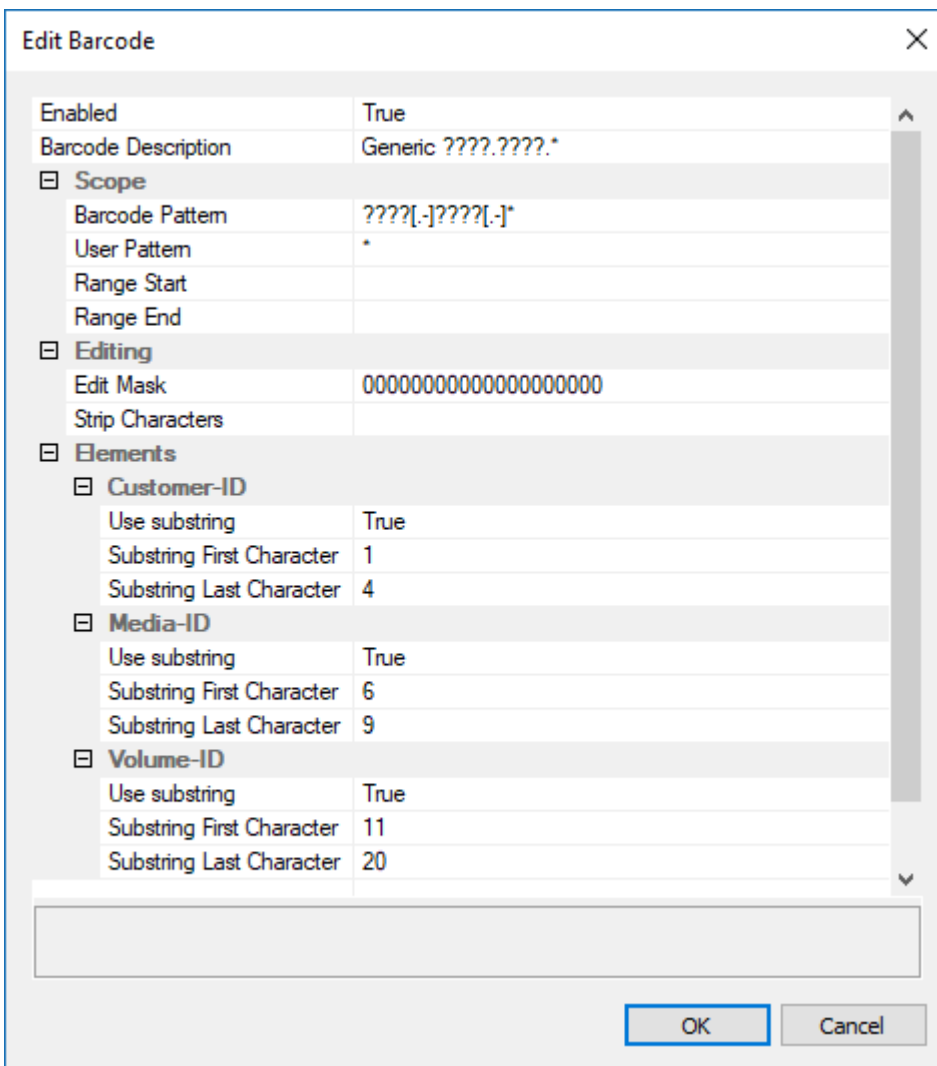 Edit Barcode
Enabled True
Barcode Description Generic ????.????.*
Scope
Barcode Pattern ????[.-]????[.-]*
User Pattern *
Range Start
Range End
Editing
Edit Mask 00000000000000000000
Strip Characters
Elements
Customer-ID
Use substring True
Substring First Character 1
Substring Last Character 4
Media-ID
Use substring True
Substring First Character 6
Substring Last Character 9
Volume-ID
Use substring True
Substring First Character 11
Substring Last Character 20
OK Cancel